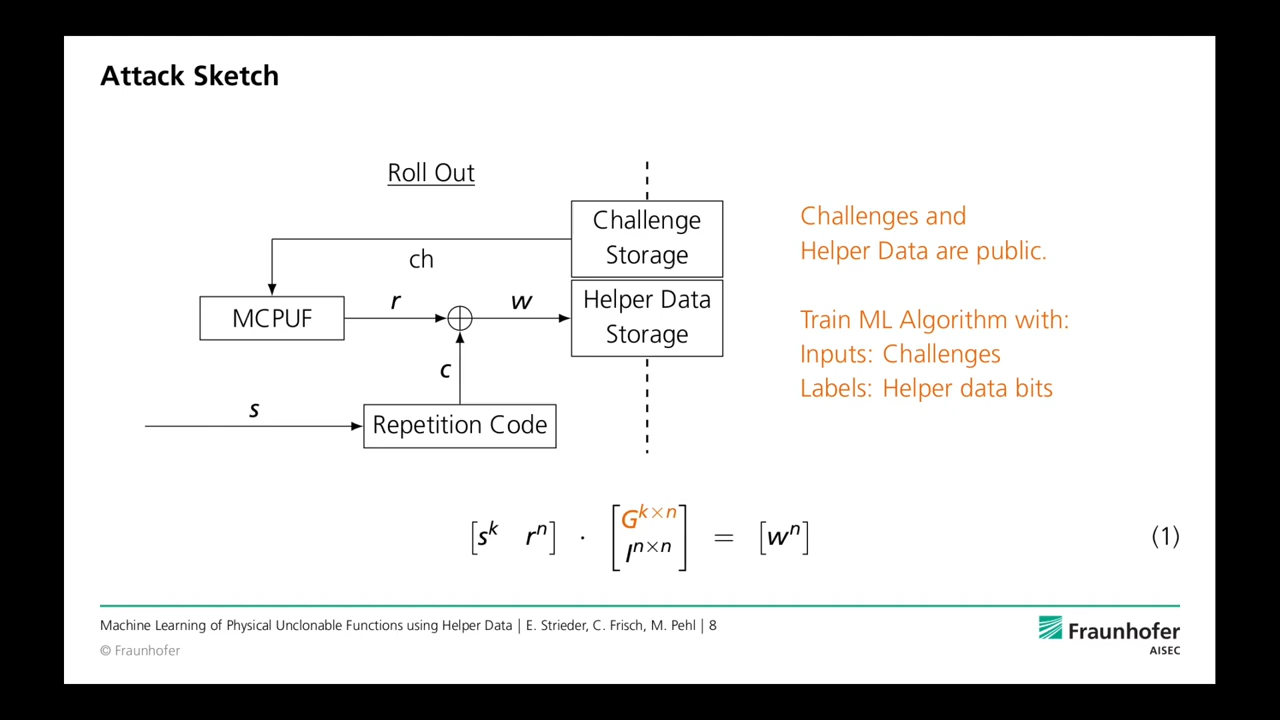 Attack Sketch
Roll Out
Challenge
Storage
ch
Challenges and
Helper Data are public.
MCPUF
r
w
Helper Data
Storage
Train ML Algorithm with:
Inputs: Challenges
Labels: Helper data bits
c
s
Repetition Code
[s^k r^n] · [G^{k×n} I^{n×n}] = [w^n] (1)
Machine Learning of Physical Unclonable Functions using Helper Data | E. Strieder, C. Frisch, M. Pehl | 8
© Fraunhofer
Fraunhofer
AISEC